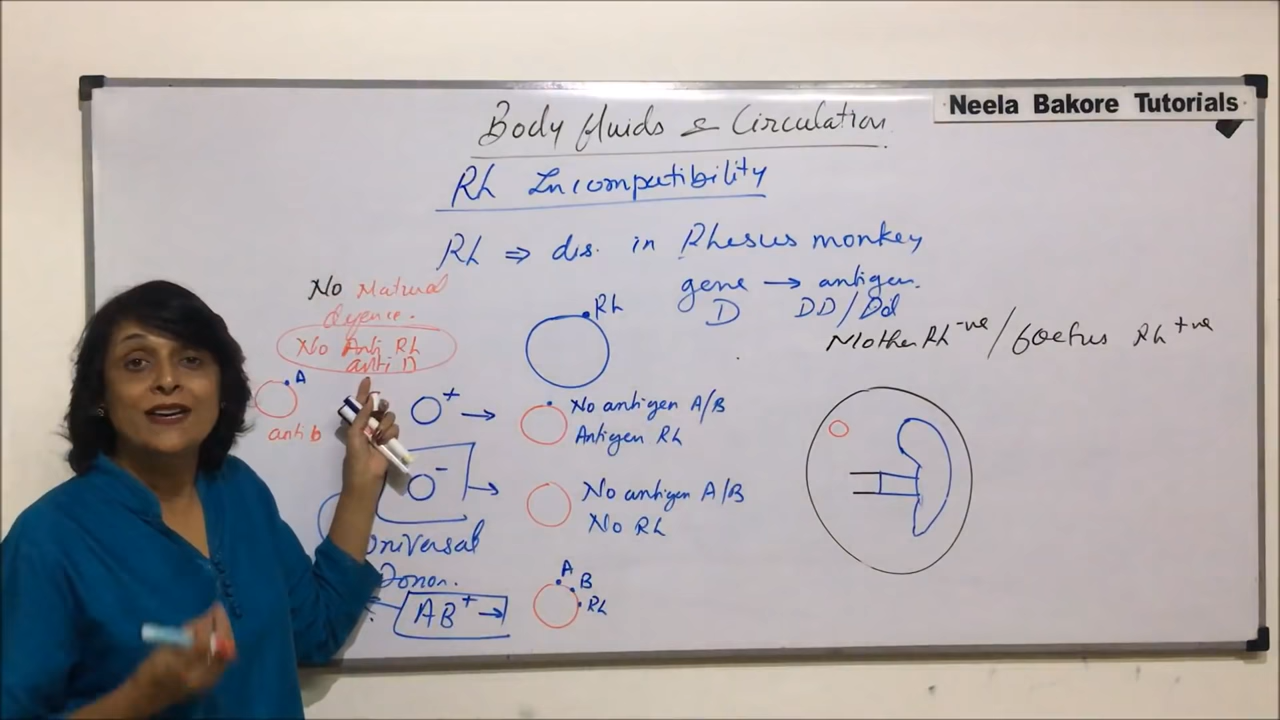 Neela Bakore Tutorials
Body fluids & Circulation
Rh Incompatibility
Rh ⇒ dis. in Rhesus monkey
gene → antigen.
D DD/Dd
Mother Rh -ve / foetus Rh +ve
No Natural
No Anti Rh
anti D
Rh
A
anti b
O+ → No antigen A/B
Antigen Rh
O- → No antigen A/B
No Rh
Universal
Donor.
AB+ →
A
B
Rh